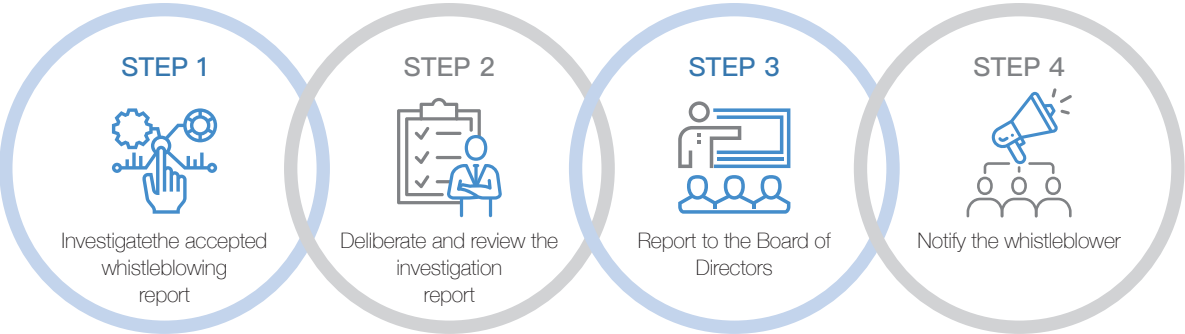 STEP 1
Investigatethe accepted
whistleblowing
report
STEP 2
Deliberate and review the
investigation
report
STEP 3
Report to the Board of
Directors
STEP 4
Notify the whistleblower